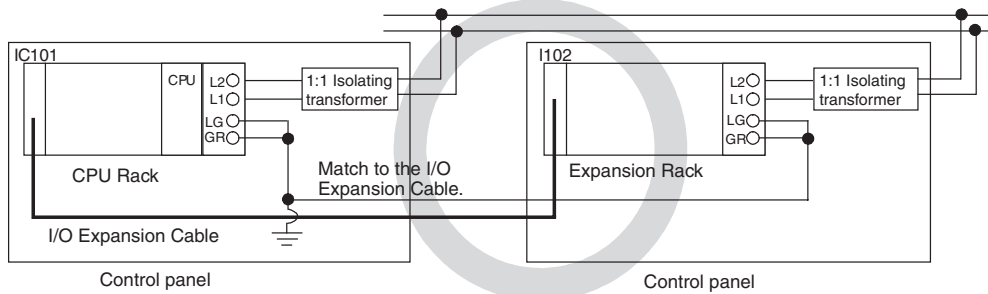 IC101
CPU
L2
L1
LG
GR
1:1 Isolating
transformer
CPU Rack
I/O Expansion Cable
Control panel
Match to the I/O
Expansion Cable.
I102
L2
L1
LG
GR
1:1 Isolating
transformer
Expansion Rack
Control panel